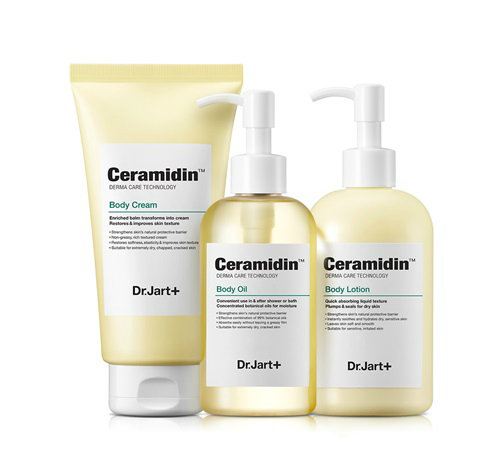 Ceramidin™
DERMA CARE TECHNOLOGY
Body Cream
Enriched balm transforms into cream
Restores & improves skin texture
• Strengthens skin's natural protective barrier
• Non-greasy, rich textured cream
• Restores softness, elasticity & improves skin texture
• Suitable for extremely dry, chapped, cracked skin
Dr.Jart+
Ceramidin™
DERMA CARE TECHNOLOGY
Body Oil
Convenient use in & after shower or bath
Concentrated botanical oils for moisture
• Strengthens skin's natural protective barrier
• Effective combination of 96% botanical oils
• Absorbs easily without leaving a greasy film
• Suitable for extremely dry, cracked skin
Dr.Jart+
Ceramidin™
DERMA CARE TECHNOLOGY
Body Lotion
Quick absorbing liquid texture
Plumps & seals for dry skin
• Strengthens skin's natural protective barrier
• Instantly soothes and hydrates dry, sensitive skin
• Leaves skin soft and smooth
• Suitable for sensitive, irritated skin
Dr.Jart+